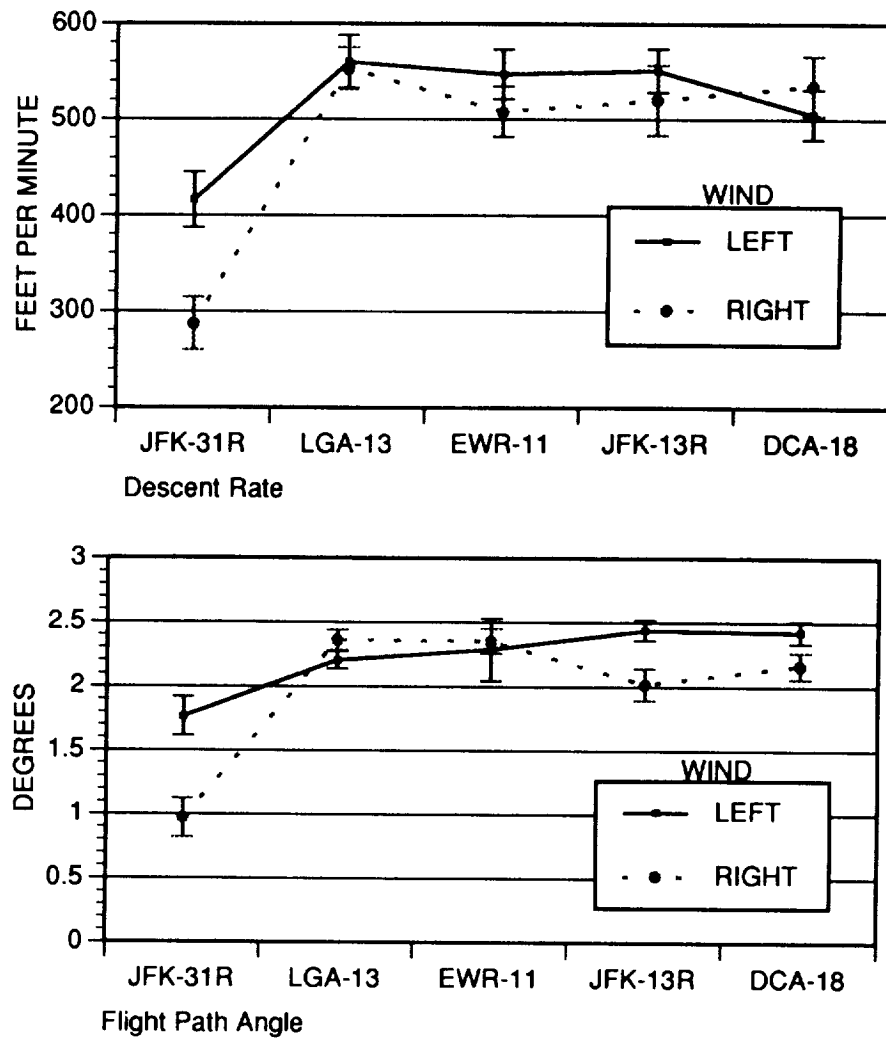 600
500
400
300
200
FEET PER MINUTE
WIND
LEFT
RIGHT
JFK-31R LGA-13 EWR-11 JFK-13R DCA-18
Descent Rate
3
2.5
2
1.5
1
0.5
0
DEGREES
WIND
LEFT
RIGHT
JFK-31R LGA-13 EWR-11 JFK-13R DCA-18
Flight Path Angle